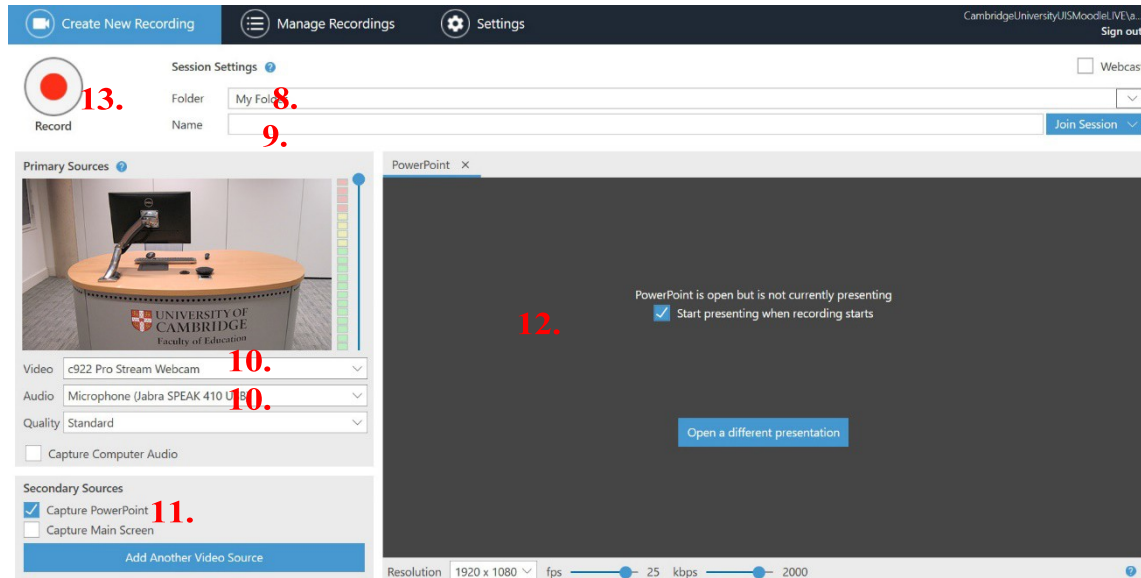 Create New Recording Manage Recordings Settings CambridgeUniversityUISMoodleLIVE\a...
Sign out
Session Settings ? Webcast
13. Folder My Folder 8.
Record Name 9. Join Session
Primary Sources ? PowerPoint ×
UNIVERSITY OF
CAMBRIDGE
Faculty of Education
PowerPoint is open but is not currently presenting
12. Start presenting when recording starts
Video c922 Pro Stream Webcam 10.
Audio Microphone (Jabra SPEAK 410 USB) 10.
Quality Standard
Open a different presentation
Capture Computer Audio
Secondary Sources
Capture PowerPoint 11.
Capture Main Screen
Add Another Video Source
Resolution 1920 x 1080 fps 25 kbps 2000 ?